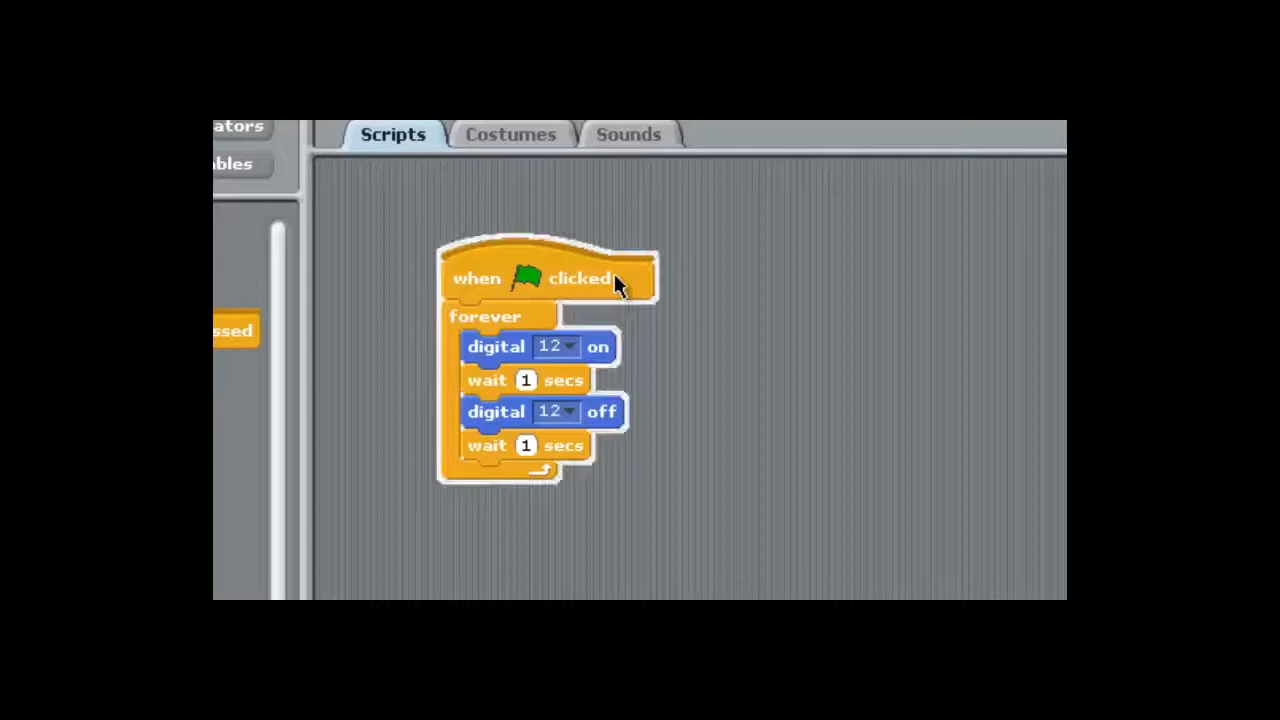 ators
Scripts Costumes Sounds
bles
when clicked
forever
ssed
digital 12 on
wait 1 secs
digital 12 off
wait 1 secs